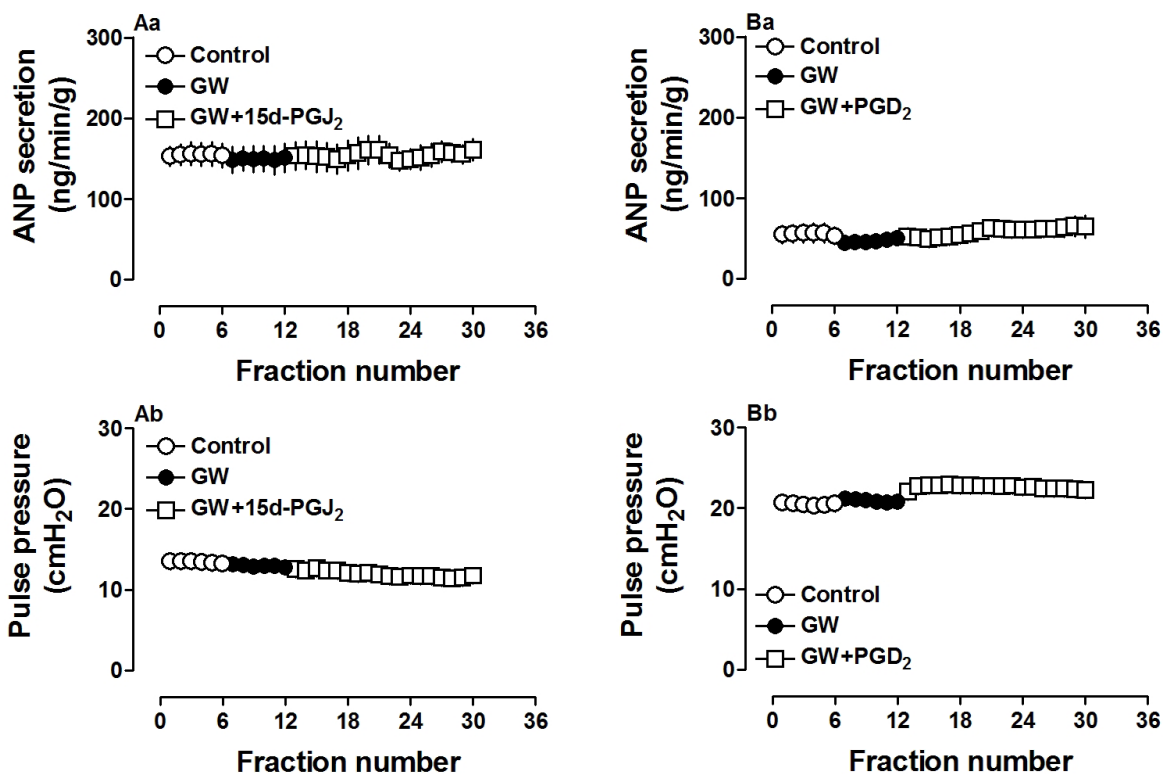 Aa
300
200
100
0
ANP secretion
(ng/min/g)
Control
GW
GW+15d-PGJ₂
0 6 12 18 24 30 36
Fraction number
Ba
300
200
100
0
ANP secretion
(ng/min/g)
Control
GW
GW+PGD₂
0 6 12 18 24 30 36
Fraction number
Ab
30
20
10
0
Pulse pressure
(cmH₂O)
Control
GW
GW+15d-PGJ₂
0 6 12 18 24 30 36
Fraction number
Bb
30
20
10
0
Pulse pressure
(cmH₂O)
Control
GW
GW+PGD₂
0 6 12 18 24 30 36
Fraction number